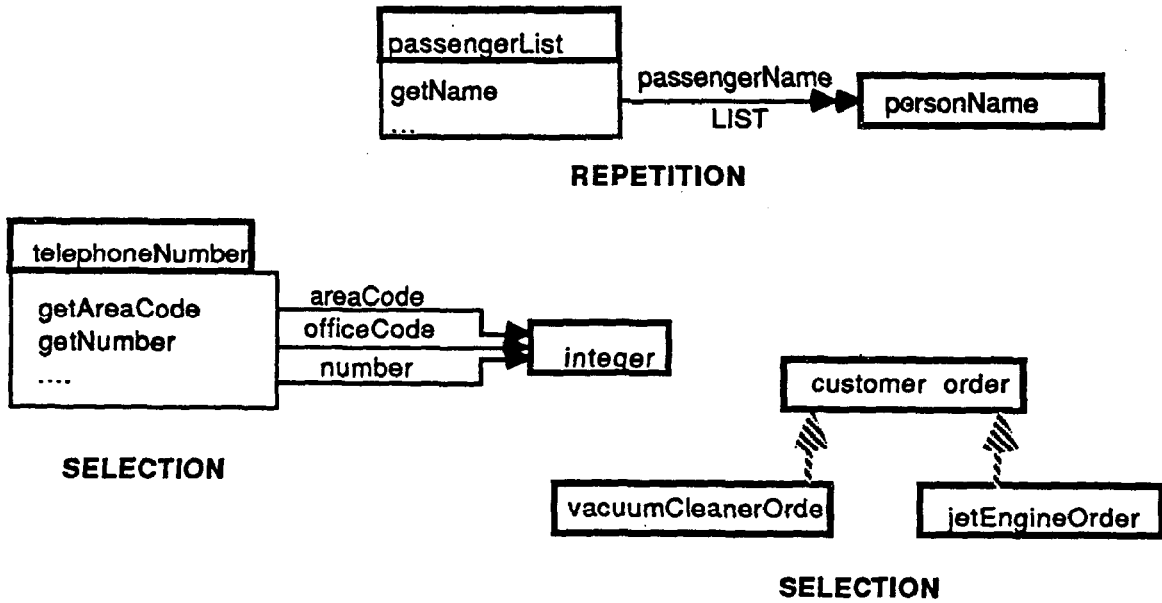 passengerList
getName
...
passengerName
LIST
personName
REPETITION
telephoneNumber
getAreaCode
getNumber
....
areaCode
officeCode
number
integer
SELECTION
customer order
vacuumCleanerOrde
jetEngineOrder
SELECTION